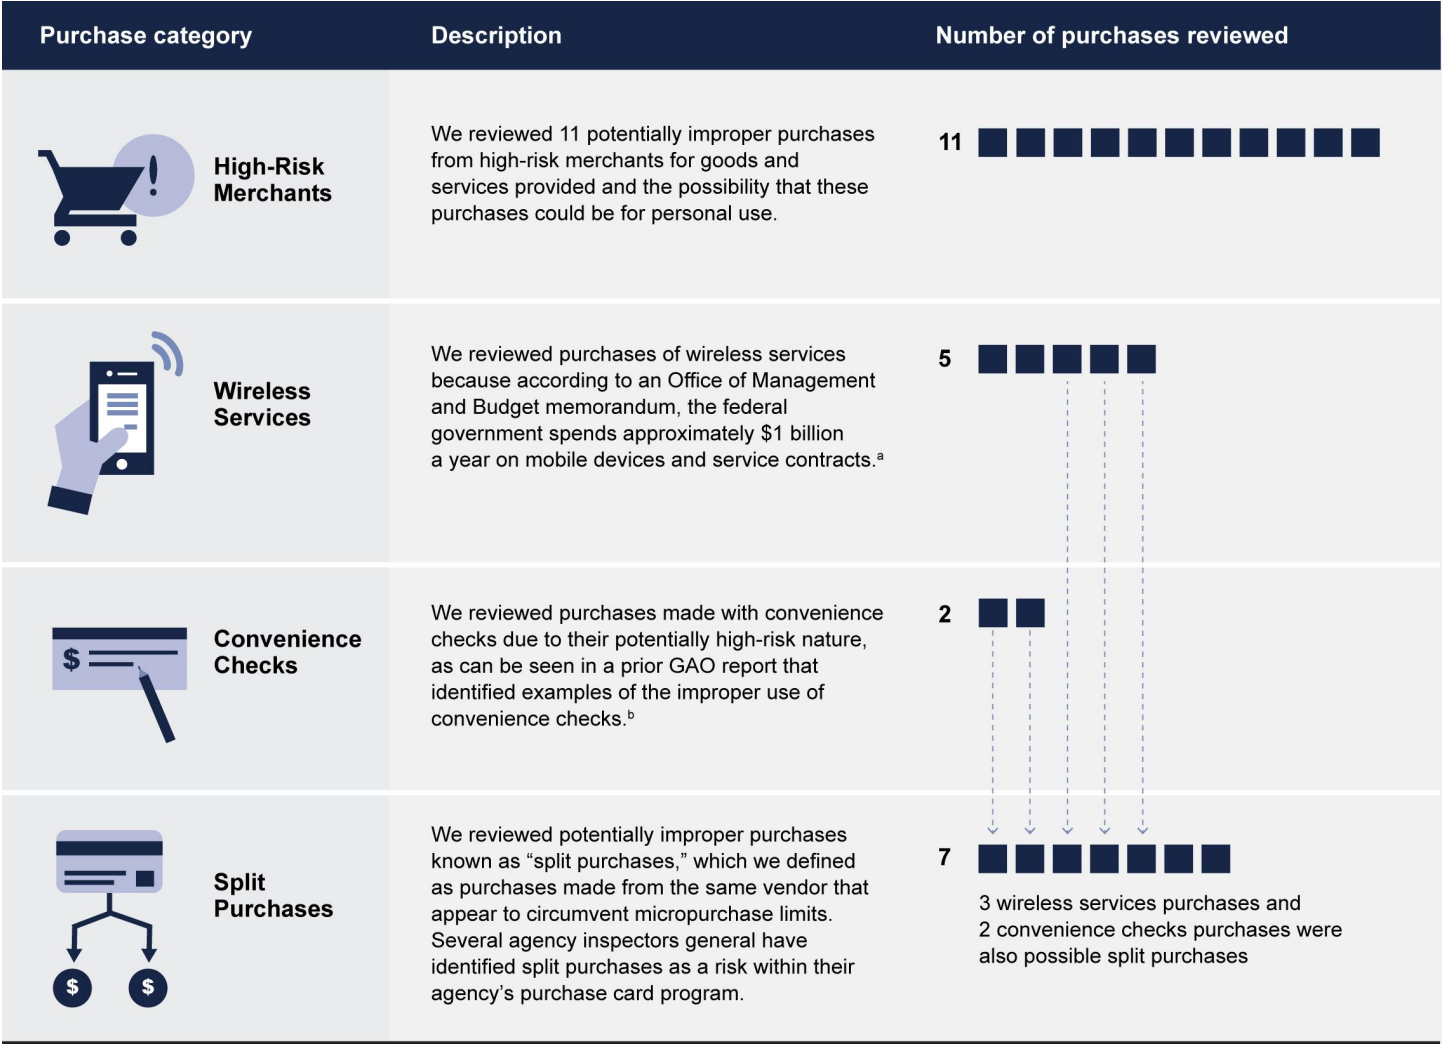 Purchase category
Description
Number of purchases reviewed
High-Risk
Merchants
We reviewed 11 potentially improper purchases
from high-risk merchants for goods and
services provided and the possibility that these
purchases could be for personal use.
11
!
Wireless
Services
We reviewed purchases of wireless services
because according to an Office of Management
and Budget memorandum, the federal
government spends approximately $1 billion
a year on mobile devices and service contracts.ᵃ
5
Convenience
Checks
$
We reviewed purchases made with convenience
checks due to their potentially high-risk nature,
as can be seen in a prior GAO report that
identified examples of the improper use of
convenience checks.ᵇ
2
Split
Purchases
$ $
We reviewed potentially improper purchases
known as “split purchases,” which we defined
as purchases made from the same vendor that
appear to circumvent micropurchase limits.
Several agency inspectors general have
identified split purchases as a risk within their
agency’s purchase card program.
7
3 wireless services purchases and
2 convenience checks purchases were
also possible split purchases